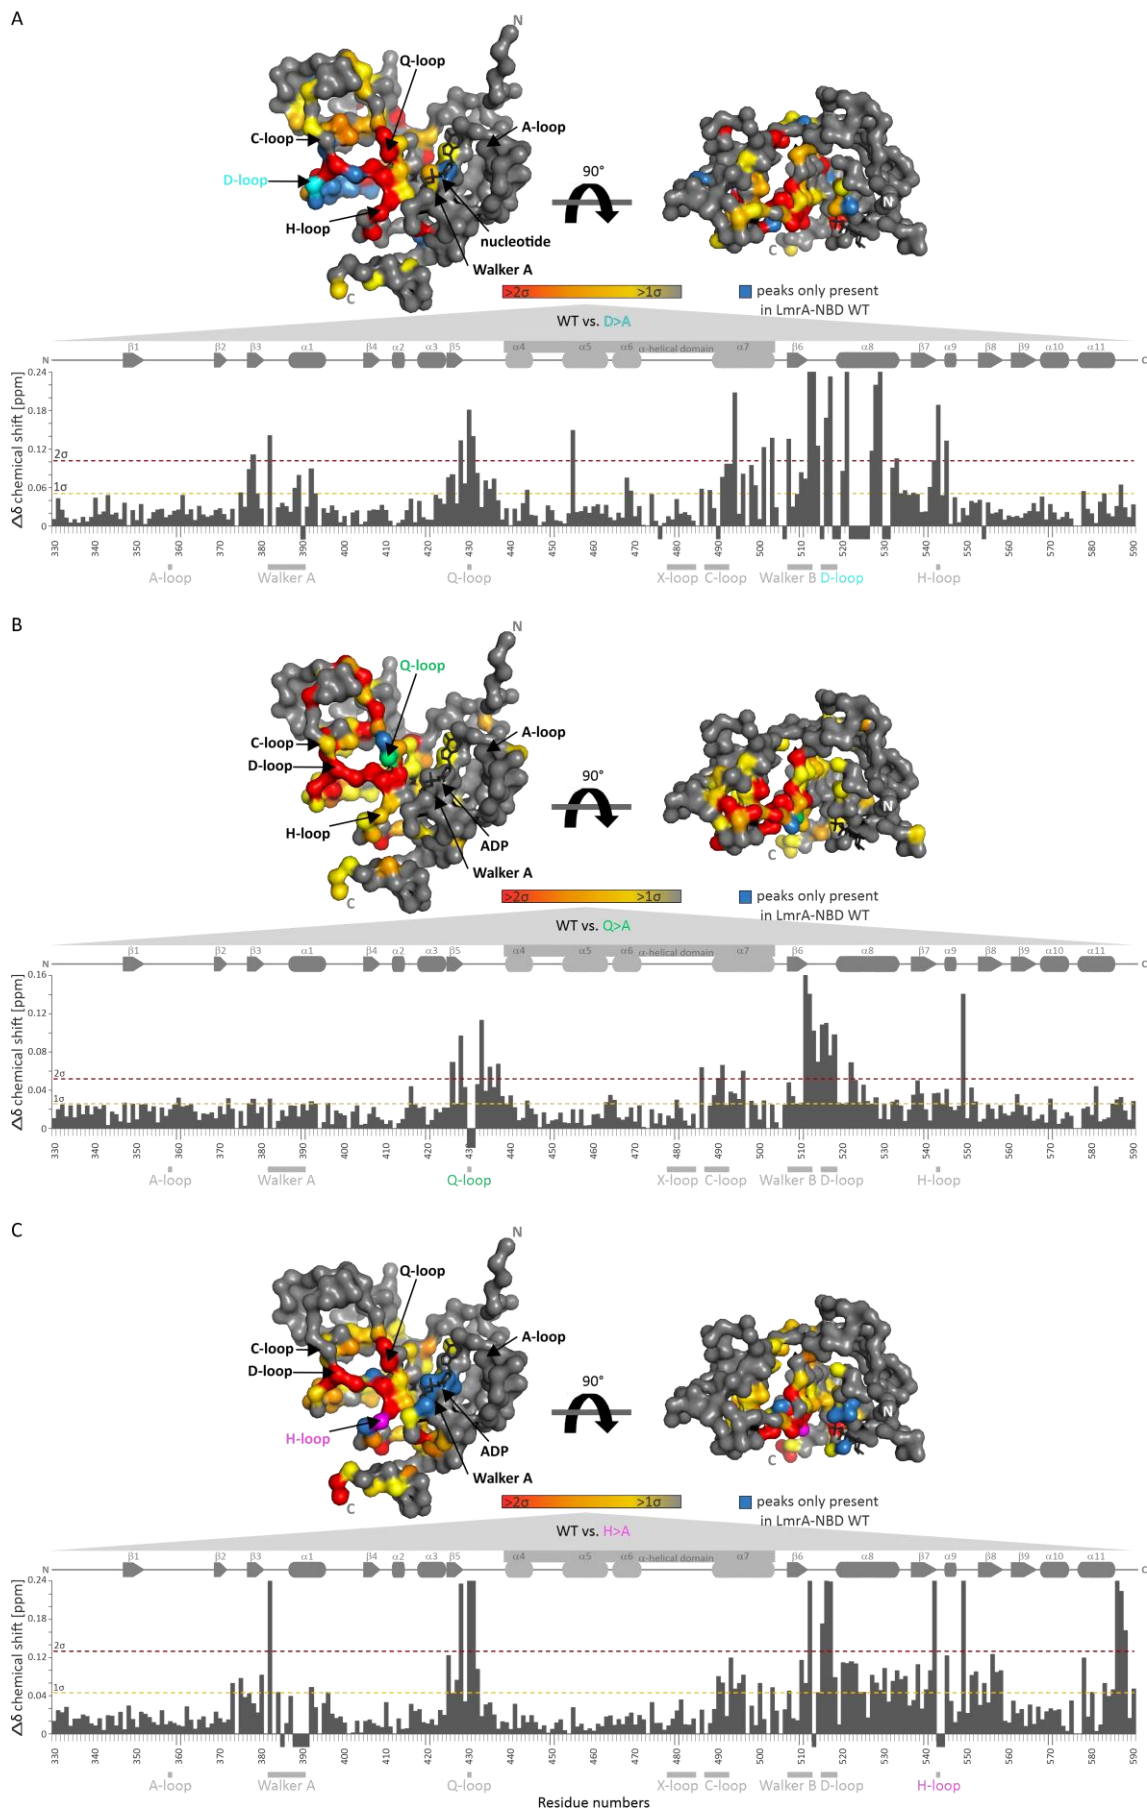 A
N
Q-loop
A-loop
C-loop
90°
D-loop
N
H-loop
nucleotide
C
Walker A
C
>2σ >1σ
peaks only present
in LmrA-NBD WT
WT vs. D>A
N β1 β2 β3 α1 β4 α2 α3 β5 α4 α5 α6 α-helical domain α7 β6 α8 β7 α9 β8 β9 α10 α11 C
Δδ chemical shift [ppm]
0.24
0.18
0.12
0.06
0
2σ
1σ
330 340 350 360 370 380 390 400 410 420 430 440 450 460 470 480 490 500 510 520 530 540 550 560 570 580 590
A-loop Walker A Q-loop X-loop C-loop Walker B D-loop H-loop
B
N
Q-loop
A-loop
C-loop
D-loop
90°
N
H-loop
ADP
C
Walker A
C
>2σ >1σ
peaks only present
in LmrA-NBD WT
WT vs. Q>A
N β1 β2 β3 α1 β4 α2 α3 β5 α4 α5 α6 α-helical domain α7 β6 α8 β7 α9 β8 β9 α10 α11 C
Δδ chemical shift [ppm]
0.16
0.12
0.08
0.04
0
2σ
1σ
330 340 350 360 370 380 390 400 410 420 430 440 450 460 470 480 490 500 510 520 530 540 550 560 570 580 590
A-loop Walker A Q-loop X-loop C-loop Walker B D-loop H-loop
C
N
Q-loop
A-loop
C-loop
D-loop
90°
N
H-loop
ADP
C
Walker A
C
>2σ >1σ
peaks only present
in LmrA-NBD WT
WT vs. H>A
N β1 β2 β3 α1 β4 α2 α3 β5 α4 α5 α6 α-helical domain α7 β6 α8 β7 α9 β8 β9 α10 α11 C
Δδ chemical shift [ppm]
0.24
0.18
0.12
0.04
0
2σ
1σ
330 340 350 360 370 380 390 400 410 420 430 440 450 460 470 480 490 500 510 520 530 540 550 560 570 580 590
A-loop Walker A Q-loop X-loop C-loop Walker B D-loop H-loop
Residue numbers